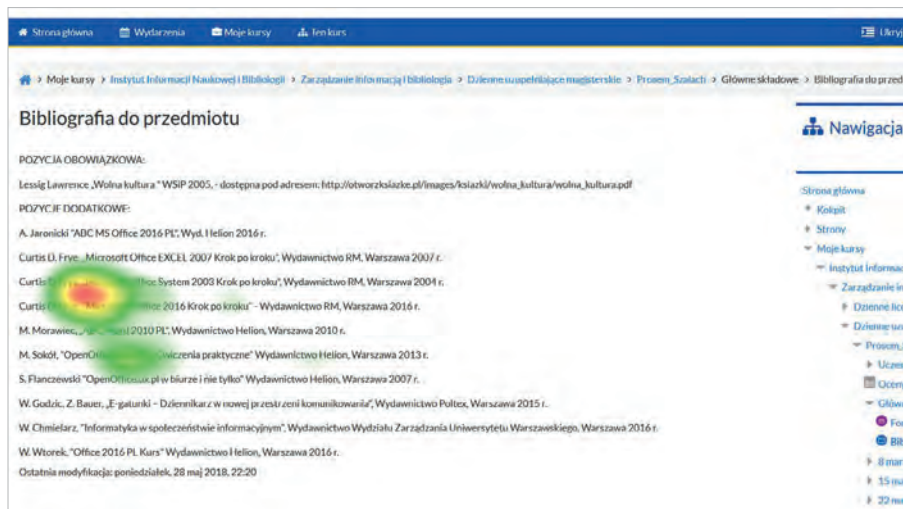 Strona główna Wydarzenia Moje kursy Ten kurs Ukryj
> Moje kursy > Instytut Informacji Naukowej i Bibliologii > Zarządzanie informacją i bibliologia > Dzienne uzupełniające magisterskie > Prosem_Szalach > Główne składowe > Bibliografia do przed
Bibliografia do przedmiotu
Nawigacja
POZYCJA OBOWIĄZKOWA:
Lessig Lawrence „Wolna kultura " WSiP 2005, - dostępna pod adresem: http://otworzksiazke.pl/images/ksiazki/wolna_kultura/wolna_kultura.pdf
POZYCJE DODATKOWE:
A. Jaronicki "ABC MS Office 2016 PL", Wyd. Helion 2016 r.
Curtis D. Frye „Microsoft Office EXCEL 2007 Krok po kroku", Wydawnictwo RM, Warszawa 2007 r.
Curtis System 2003 Krok po kroku", Wydawnictwo RM, Warszawa 2004 r.
Curtis 2016 Krok po kroku" - Wydawnictwo RM, Warszawa 2016 r.
M. Morawiec, 2010 PL", Wydawnictwo Helion, Warszawa 2010 r.
M. Sokół, Ćwiczenia praktyczne" Wydawnictwo Helion, Warszawa 2013 r.
S. Flanczewski "OpenOffice.ux.pl w biurze i nie tylko" Wydawnictwo Helion, Warszawa 2007 r.
W. Godzic, Z. Bauer, „E-gatunki – Dziennikarz w nowej przestrzeni komunikowania", Wydawnictwo Poltex, Warszawa 2015 r.
W. Chmielarz, "Informatyka w społeczeństwie informacyjnym", Wydawnictwo Wydziału Zarządzania Uniwersytetu Warszawskiego, Warszawa 2016 r.
W. Wtorek, "Office 2016 PL Kurs" Wydawnictwo Helion, Warszawa 2016 r.
Ostatnia modyfikacja: poniedziałek, 28 maj 2018, 22:20
Strona główna
Kokpit
Strony
Moje kursy
Instytut Informac
Zarządzanie in
Dzienne lice
Dzienne uzu
Prosem_
Uczes
Oceny
Główn
For
Bib
8 mar
15 ma
22 ma